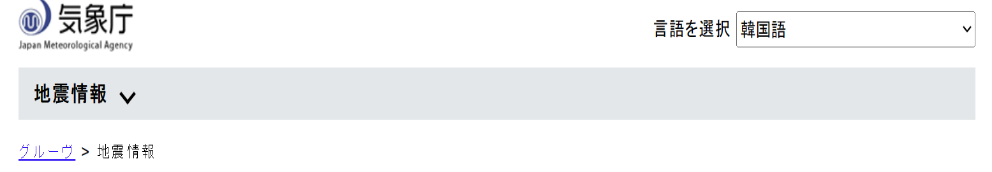 気象庁
Japan Meteorological Agency
言語を選択 韓国語
地震情報
グルーヴ > 地震情報